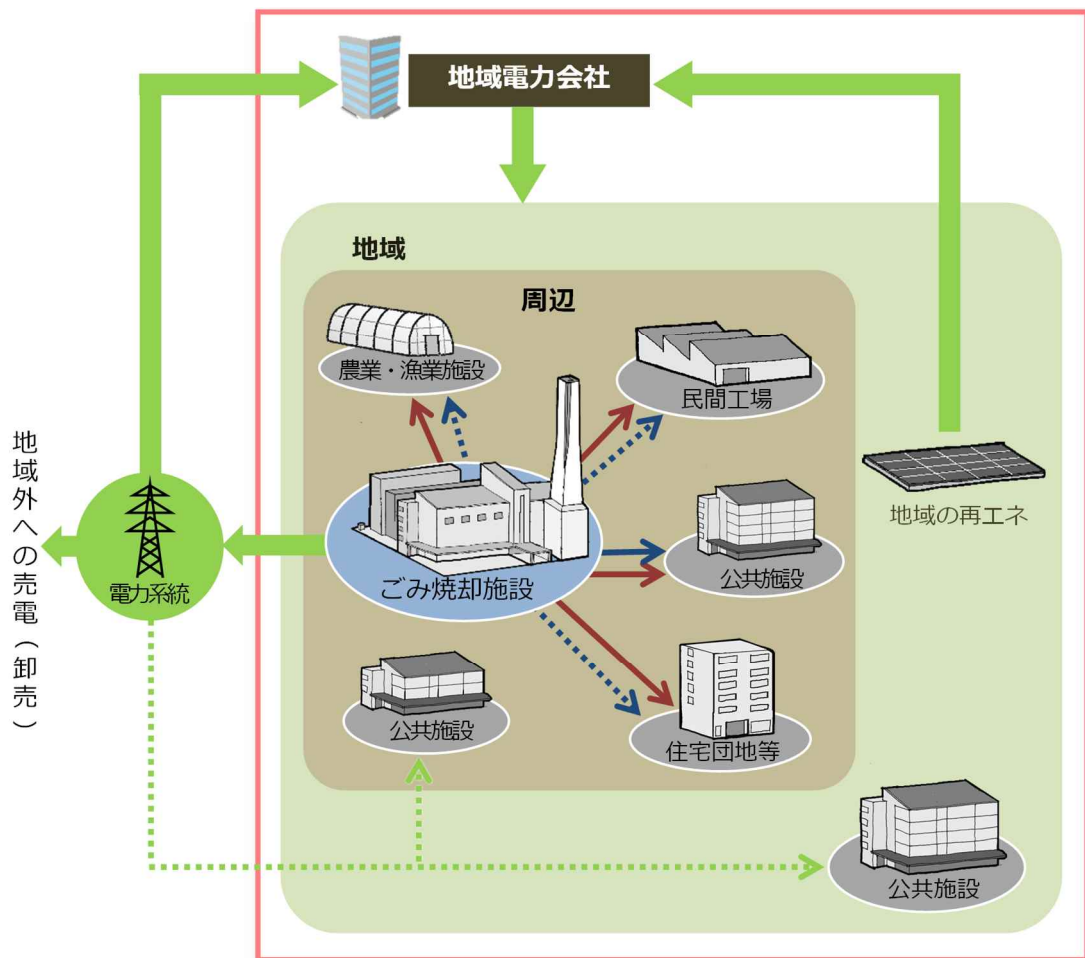 地域電力会社
地域
周辺
農業・漁業施設
民間工場
地域の再エネ
ごみ焼却施設
公共施設
電力系統
地域外への売電(卸売)
公共施設
住宅団地等
公共施設